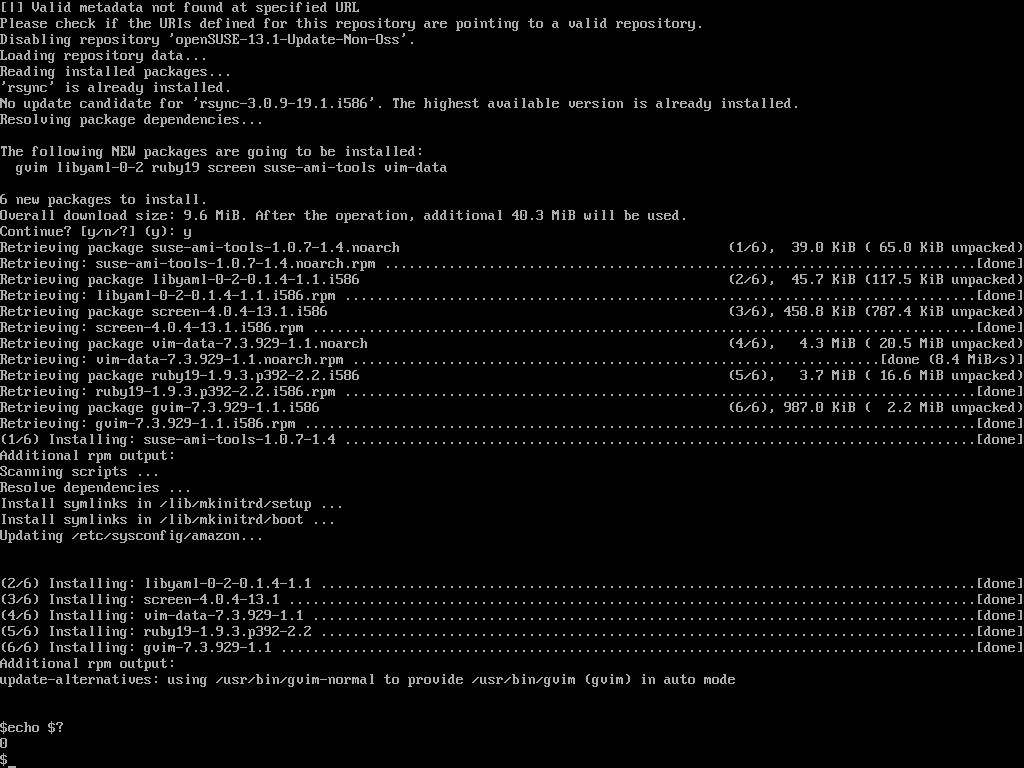 [|] Valid metadata not found at specified URL
Please check if the URIs defined for this repository are pointing to a valid repository.
Disabling repository 'openSUSE-13.1-Update-Non-Oss'.
Loading repository data...
Reading installed packages...
'rsync' is already installed.
No update candidate for 'rsync-3.0.9-19.1.i586'. The highest available version is already installed.
Resolving package dependencies...

The following NEW packages are going to be installed:
  gvim libyaml-0-2 ruby19 screen suse-ami-tools vim-data

6 new packages to install.
Overall download size: 9.6 MiB. After the operation, additional 40.3 MiB will be used.
Continue? [y/n/?] (y): y
Retrieving package suse-ami-tools-1.0.7-1.4.noarch (1/6),  39.0 KiB ( 65.0 KiB unpacked)
Retrieving: suse-ami-tools-1.0.7-1.4.noarch.rpm ..........................................................................[done]
Retrieving package libyaml-0-2-0.1.4-1.1.i586 (2/6),  45.7 KiB (117.5 KiB unpacked)
Retrieving: libyaml-0-2-0.1.4-1.1.i586.rpm ...............................................................................[done]
Retrieving package screen-4.0.4-13.1.i586 (3/6), 458.8 KiB (787.4 KiB unpacked)
Retrieving: screen-4.0.4-13.1.i586.rpm ...................................................................................[done]
Retrieving package vim-data-7.3.929-1.1.noarch (4/6),   4.3 MiB ( 20.5 MiB unpacked)
Retrieving: vim-data-7.3.929-1.1.noarch.rpm ..................................................................[done (8.4 MiB/s)]
Retrieving package ruby19-1.9.3.p392-2.2.i586 (5/6),   3.7 MiB ( 16.6 MiB unpacked)
Retrieving: ruby19-1.9.3.p392-2.2.i586.rpm ...............................................................................[done]
Retrieving package gvim-7.3.929-1.1.i586 (6/6), 987.0 KiB (  2.2 MiB unpacked)
Retrieving: gvim-7.3.929-1.1.i586.rpm ....................................................................................[done]
(1/6) Installing: suse-ami-tools-1.0.7-1.4 ...............................................................................[done]
Additional rpm output:
Scanning scripts ...
Resolve dependencies ...
Install symlinks in /lib/mkinitrd/setup ...
Install symlinks in /lib/mkinitrd/boot ...
Updating /etc/sysconfig/amazon...

(2/6) Installing: libyaml-0-2-0.1.4-1.1 ..................................................................................[done]
(3/6) Installing: screen-4.0.4-13.1 ......................................................................................[done]
(4/6) Installing: vim-data-7.3.929-1.1 ...................................................................................[done]
(5/6) Installing: ruby19-1.9.3.p392-2.2 ..................................................................................[done]
(6/6) Installing: gvim-7.3.929-1.1 .......................................................................................[done]
Additional rpm output:
update-alternatives: using /usr/bin/gvim-normal to provide /usr/bin/gvim (gvim) in auto mode

$echo $?
0
$_